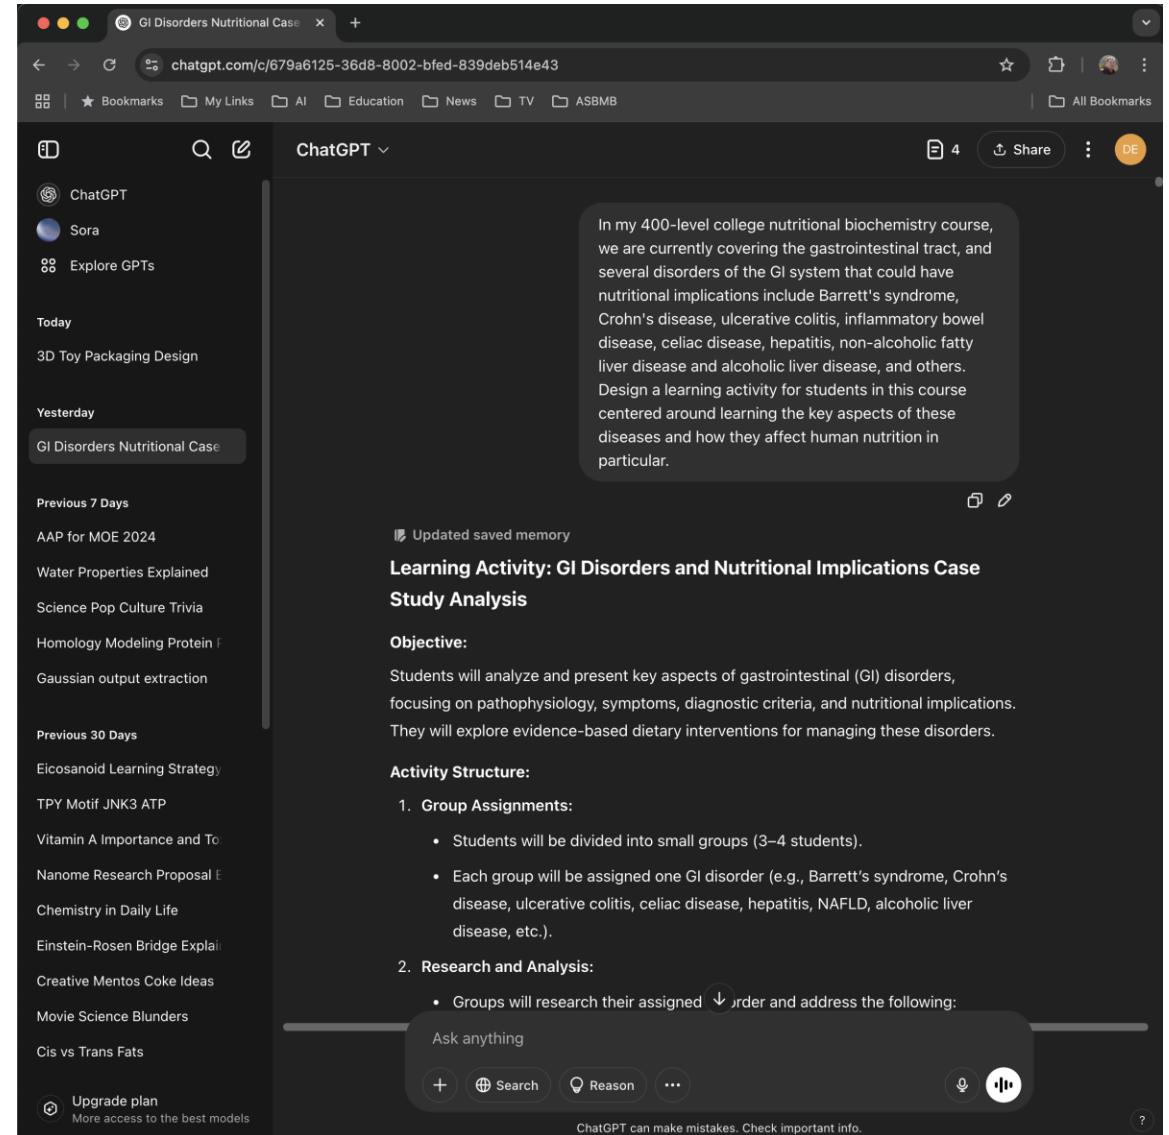 GI Disorders Nutritional Case
chatgpt.com/c/679a6125-36d8-8002-bfed-839deb514e43
Bookmarks My Links AI Education News TV ASBMB All Bookmarks
ChatGPT 4 Share DE
ChatGPT
Sora
Explore GPTs
Today
3D Toy Packaging Design
Yesterday
GI Disorders Nutritional Case
Previous 7 Days
AAP for MOE 2024
Water Properties Explained
Science Pop Culture Trivia
Homology Modeling Protein
Gaussian output extraction
Previous 30 Days
Eicosanoid Learning Strategy
TPY Motif JNK3 ATP
Vitamin A Importance and To
Nanome Research Proposal E
Chemistry in Daily Life
Einstein-Rosen Bridge Explai
Creative Mentos Coke Ideas
Movie Science Blunders
Cis vs Trans Fats
Upgrade plan
More access to the best models
In my 400-level college nutritional biochemistry course,
we are currently covering the gastrointestinal tract, and
several disorders of the GI system that could have
nutritional implications include Barrett's syndrome,
Crohn's disease, ulcerative colitis, inflammatory bowel
disease, celiac disease, hepatitis, non-alcoholic fatty
liver disease and alcoholic liver disease, and others.
Design a learning activity for students in this course
centered around learning the key aspects of these
diseases and how they affect human nutrition in
particular.
Updated saved memory
Learning Activity: GI Disorders and Nutritional Implications Case
Study Analysis
Objective:
Students will analyze and present key aspects of gastrointestinal (GI) disorders,
focusing on pathophysiology, symptoms, diagnostic criteria, and nutritional implications.
They will explore evidence-based dietary interventions for managing these disorders.
Activity Structure:
1. Group Assignments:
• Students will be divided into small groups (3–4 students).
• Each group will be assigned one GI disorder (e.g., Barrett’s syndrome, Crohn’s
disease, ulcerative colitis, celiac disease, hepatitis, NAFLD, alcoholic liver
disease, etc.).
2. Research and Analysis:
• Groups will research their assigned rder and address the following:
Ask anything
Search Reason
ChatGPT can make mistakes. Check important info.
?